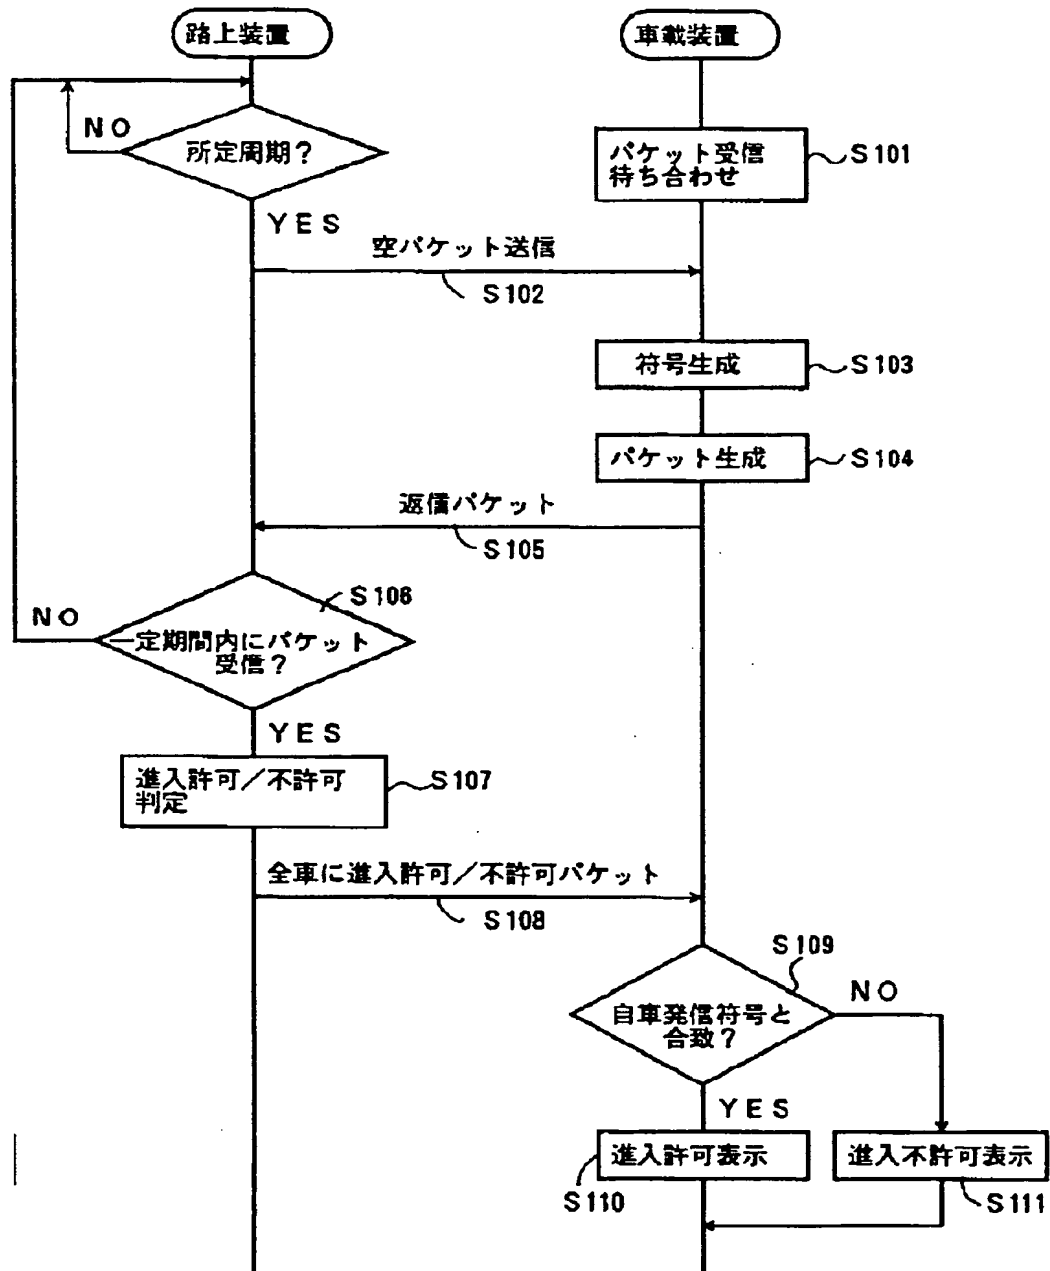 路上装置
車載装置
NO
所定周期？
YES
パケット受信
待ち合わせ
S101
空パケット送信
S102
符号生成
S103
パケット生成
S104
返信パケット
S105
S106
NO
一定期間内にパケット
受信？
YES
進入許可／不許可
判定
S107
全車に進入許可／不許可パケット
S108
S109
自車発信符号と
合致？
NO
YES
進入許可表示
S110
進入不許可表示
S111